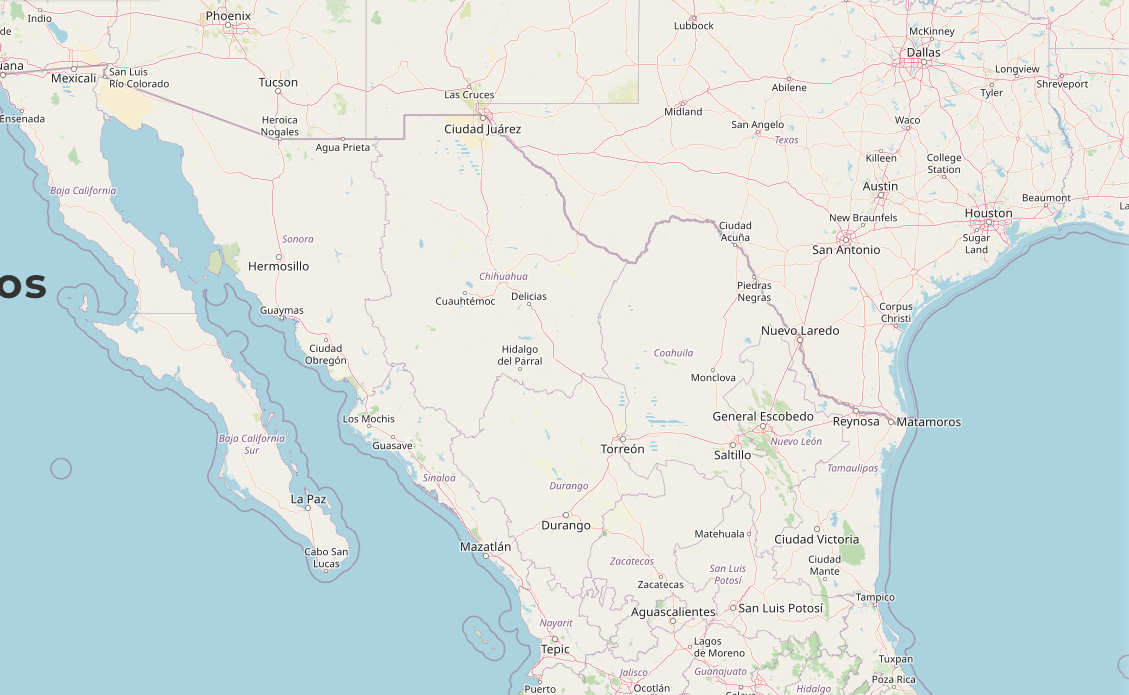 Indio
Phoenix
Lubbock
McKinney
Dallas
Longview
Mexicali
San Luis
Río Colorado
Tucson
Las Cruces
Abilene
Tyler
Shreveport
Ensenada
Heroica
Nogales
Ciudad Juárez
Midland
San Angelo
Waco
Agua Prieta
Texas
Killeen
College
Station
Baja California
Austin
Beaumont
New Braunfels
Houston
Sonora
Ciudad
Acuña
San Antonio
Sugar
Land
Hermosillo
Chihuahua
os
Cuauhtémoc
Delicias
Piedras
Negras
Guaymas
Corpus
Christi
Nuevo Laredo
Ciudad
Obregón
Hidalgo
del Parral
Coahuila
Monclova
Los Mochis
General Escobedo
Reynosa
Matamoros
Baja California
Sur
Guasave
Torreón
Saltillo
Nuevo León
Sinaloa
Tamaulipas
Durango
La Paz
Durango
Matehuala
Ciudad Victoria
Cabo San
Lucas
Mazatlán
Zacatecas
San Luis
Potosí
Ciudad
Mante
Zacatecas
Tampico
Aguascalientes
San Luis Potosí
Nayarit
Tepic
Lagos
de Moreno
Tuxpan
Jalisco
Guanajuato
Poza Rica
Puerto
Ocotlán
Celaya
Hidalgo